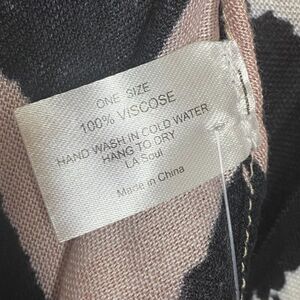 ONE SIZE
100% VISCOSE
HAND WASH IN COLD WATER
HANG TO DRY
LA Soul
Made in China